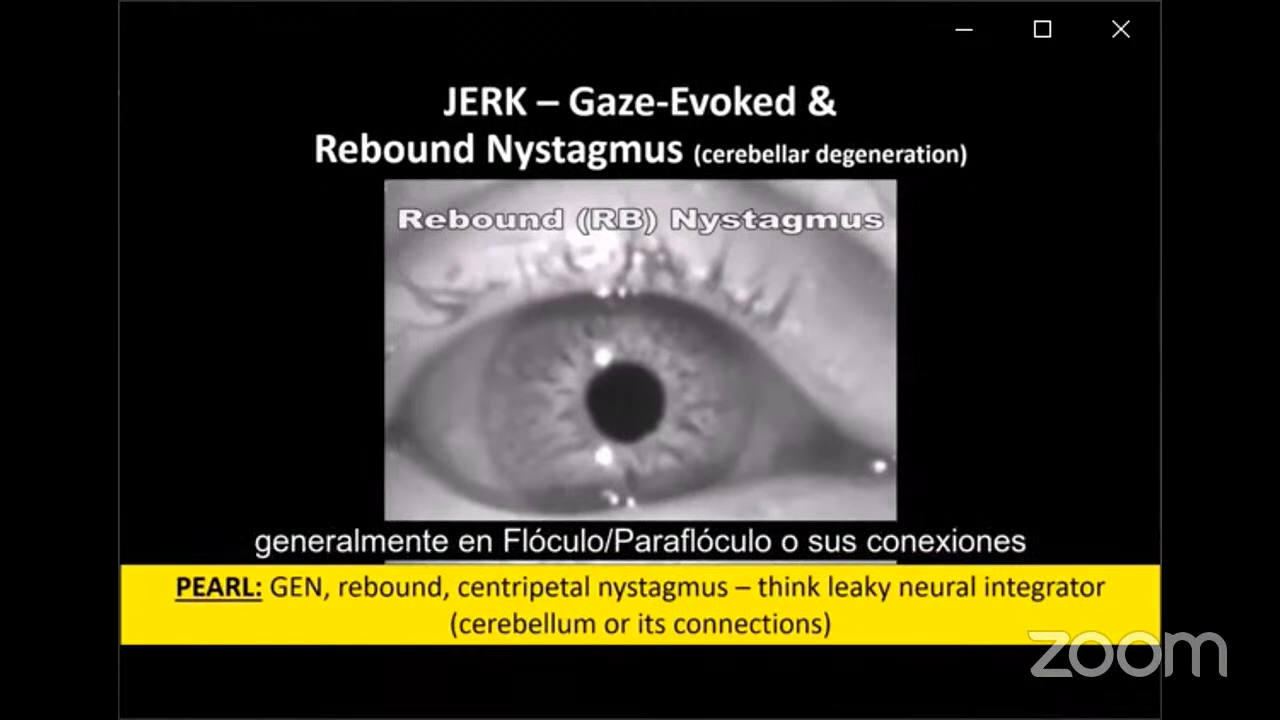 JERK – Gaze-Evoked &
Rebound Nystagmus (cerebellar degeneration)
Rebound (RB) Nystagmus
generalmente en Flóculo/Paraflóculo o sus conexiones
PEARL: GEN, rebound, centripetal nystagmus – think leaky neural integrator
(cerebellum or its connections)
zoom